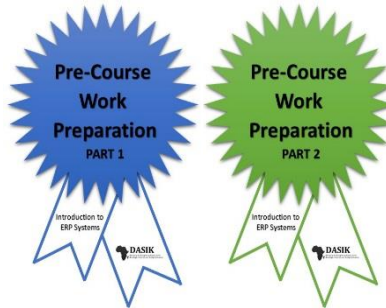 Pre-Course
Work
Preparation
PART 1
Introduction to
ERP Systems
DASIK
Pre-Course
Work
Preparation
PART 2
Introduction to
ERP Systems
DASIK